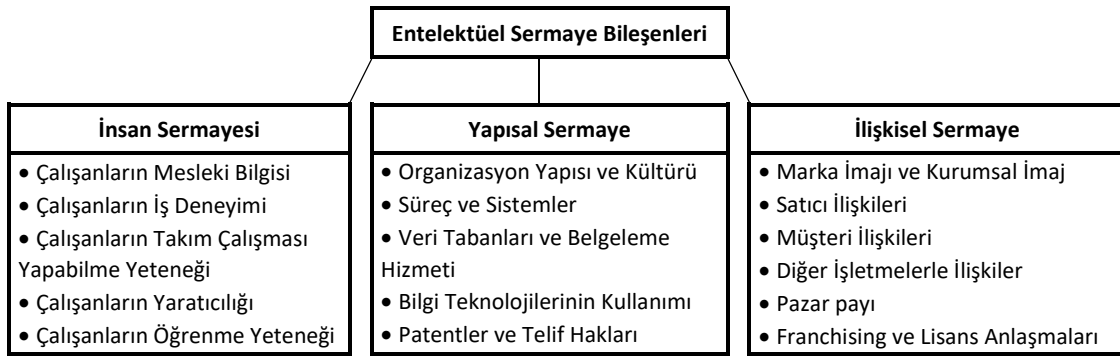 Entelektüel Sermaye Bileşenleri
İnsan Sermayesi
• Çalışanların Mesleki Bilgisi
• Çalışanların İş Deneyimi
• Çalışanların Takım Çalışması
Yapabilme Yeteneği
• Çalışanların Yaratıcılığı
• Çalışanların Öğrenme Yeteneği
Yapısal Sermaye
• Organizasyon Yapısı ve Kültürü
• Süreç ve Sistemler
• Veri Tabanları ve Belgeleme
Hizmeti
• Bilgi Teknolojilerinin Kullanımı
• Patentler ve Telif Hakları
İlişkisel Sermaye
• Marka İmajı ve Kurumsal İmaj
• Satıcı İlişkileri
• Müşteri İlişkileri
• Diğer İşletmelerle İlişkiler
• Pazar payı
• Franchising ve Lisans Anlaşmaları